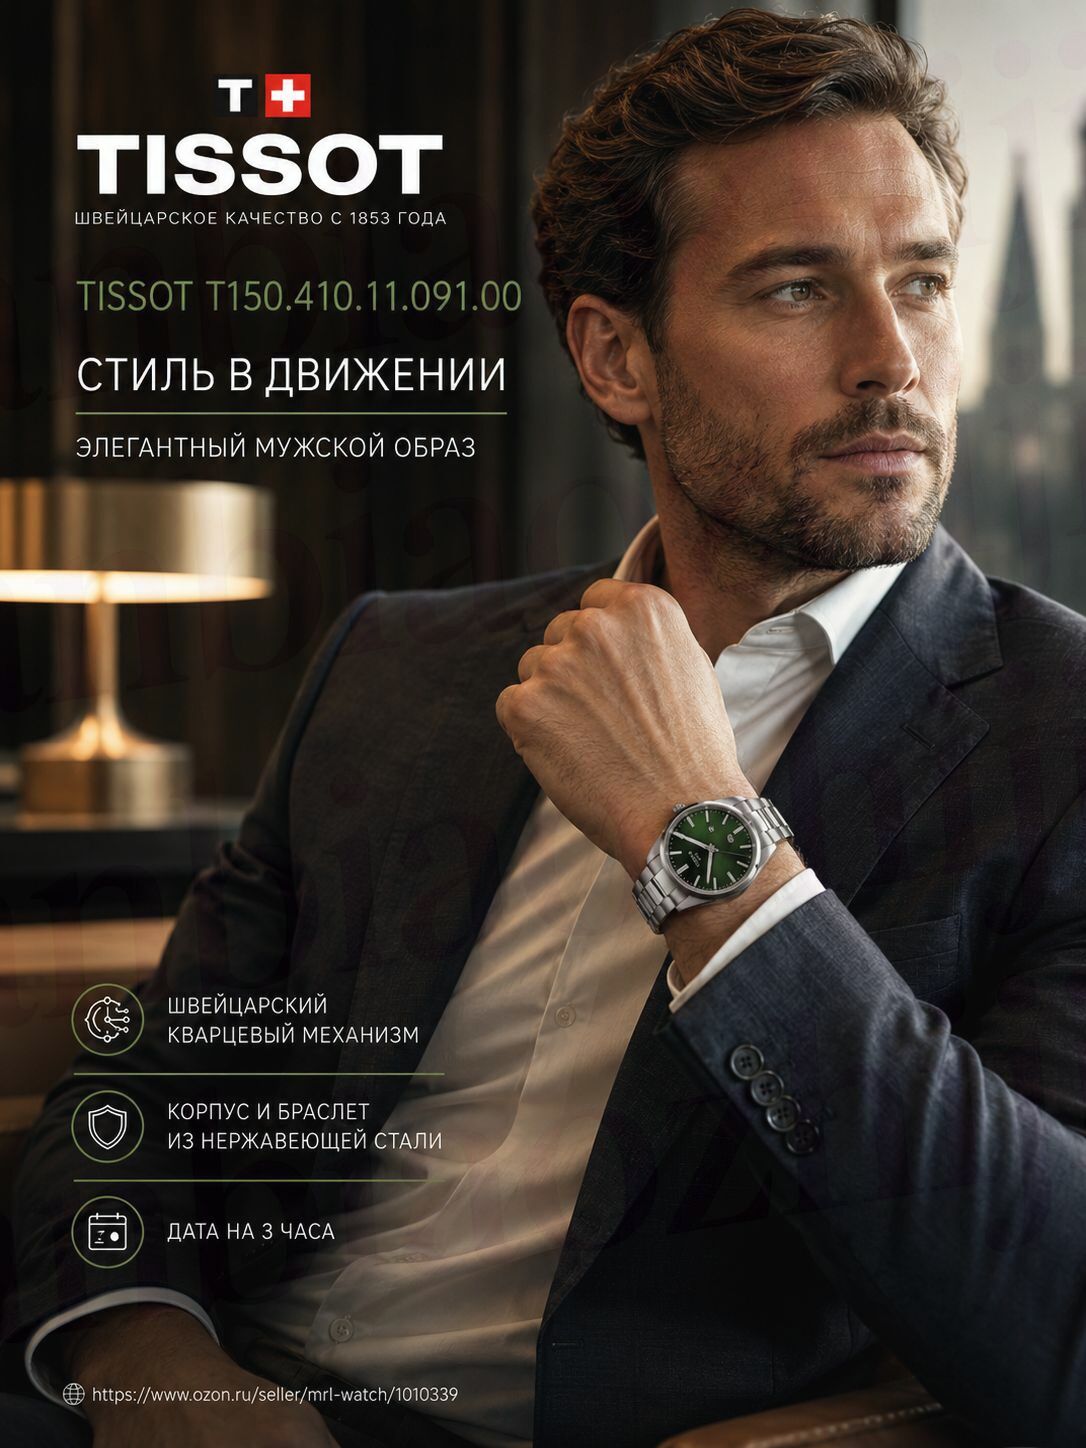 T+
TISSOT
ШВЕЙЦАРСКОЕ КАЧЕСТВО С 1853 ГОДА
TISSOT T150.410.11.091.00
СТИЛЬ В ДВИЖЕНИИ
ЭЛЕГАНТНЫЙ МУЖСКОЙ ОБРАЗ
ШВЕЙЦАРСКИЙ
КВАРЦЕВЫЙ МЕХАНИЗМ
КОРПУС И БРАСЛЕТ
ИЗ НЕРЖАВЕЮЩЕЙ СТАЛИ
ДАТА НА 3 ЧАСА
https://www.ozon.ru/seller/mrl-watch/1010339